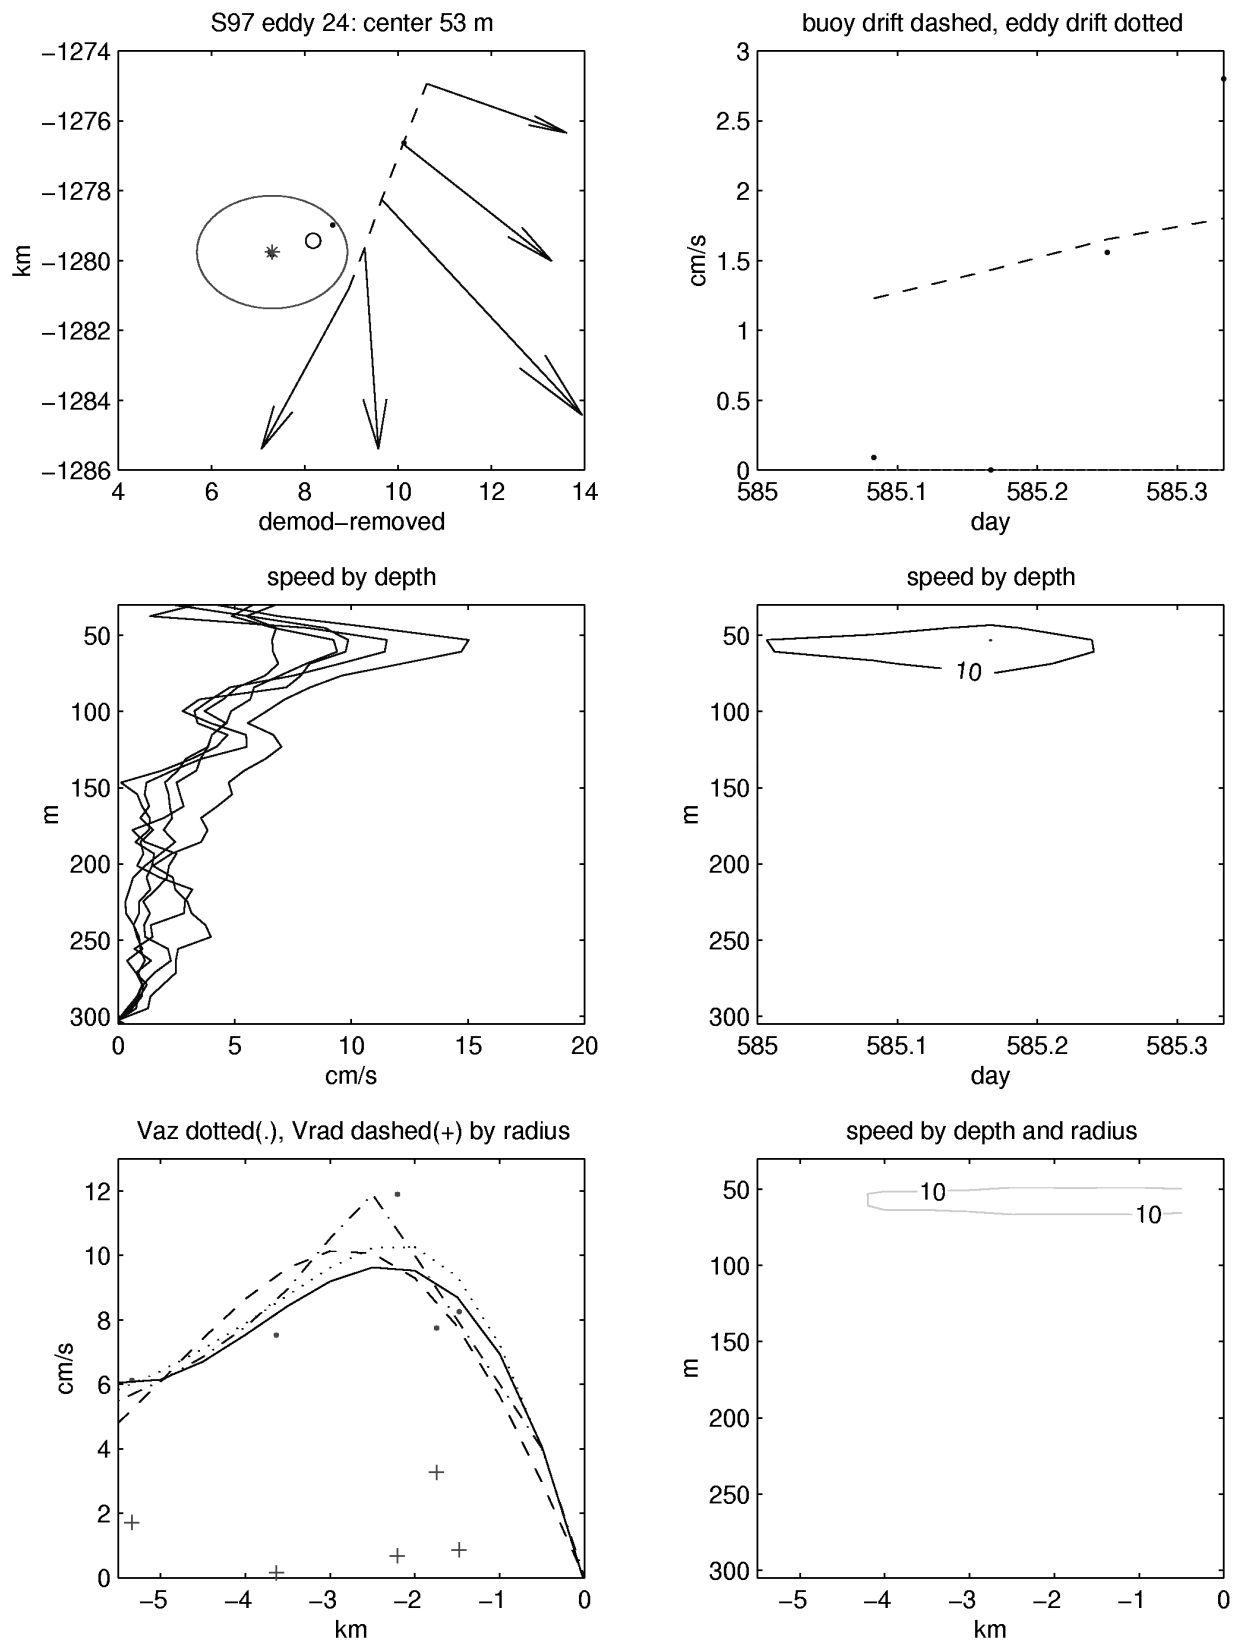 S97 eddy 24: center 53 m
−1274
−1276
−1278
−1280
−1282
−1284
−1286
km
4 6 8 10 12 14
demod−removed
buoy drift dashed, eddy drift dotted
3
2.5
2
1.5
1
0.5
0
cm/s
585 585.1 585.2 585.3
day
speed by depth
50
100
150
200
250
300
m
0 5 10 15 20
cm/s
speed by depth
50
100
150
200
250
300
m
10
585 585.1 585.2 585.3
day
Vaz dotted(.), Vrad dashed(+) by radius
12
10
8
6
4
2
0
cm/s
−5 −4 −3 −2 −1 0
km
speed by depth and radius
50
100
150
200
250
300
m
10
10
−5 −4 −3 −2 −1 0
km